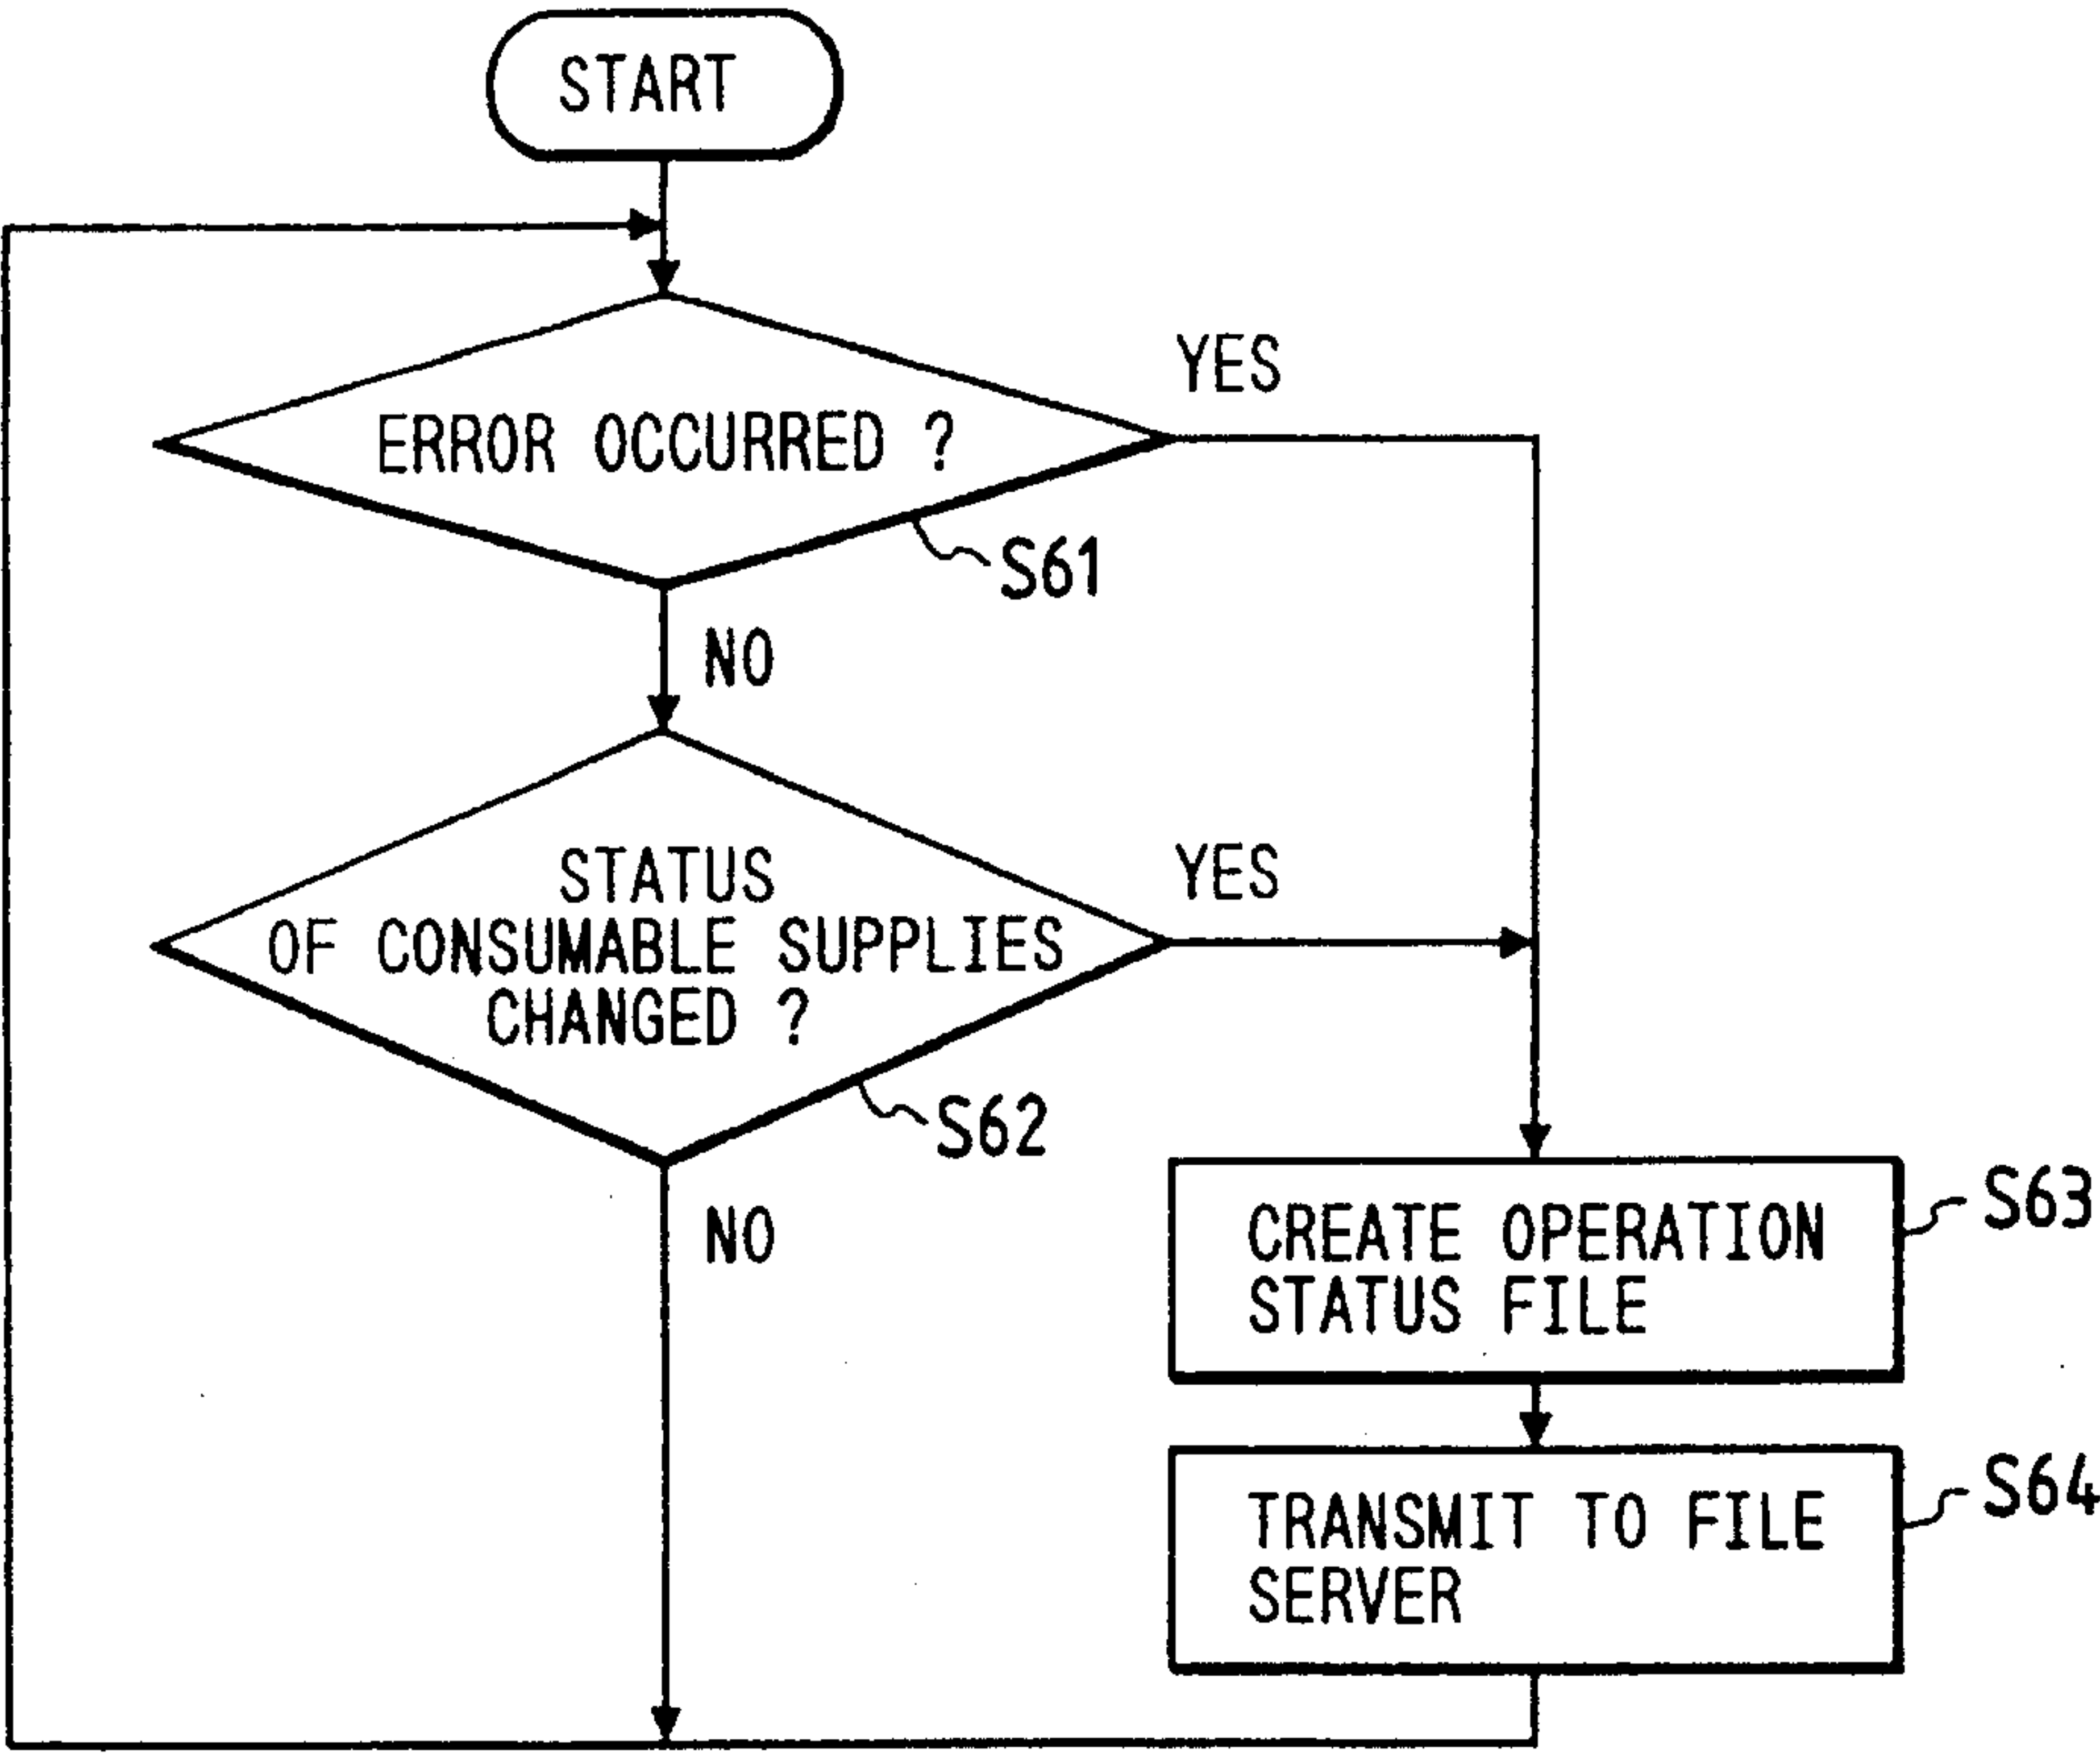 START
YES
ERROR OCCURRED ?
S61
NO
YES
STATUS
OF CONSUMABLE SUPPLIES
CHANGED ?
S62
NO
CREATE OPERATION
STATUS FILE
S63
TRANSMIT TO FILE
SERVER
S64